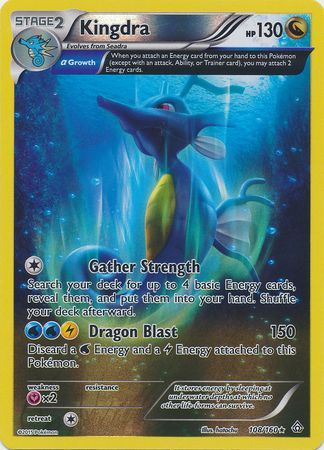 STAGE2 Kingdra HP130
Evolves from Seadra
α Growth
When you attach an Energy card from your hand to this Pokémon
(except with an attack, Ability, or Trainer card), you may attach
2 Energy cards.
Gather Strength
Search your deck for up to 4 basic Energy cards,
reveal them, and put them into your hand. Shuffle
your deck afterward.
Dragon Blast 150
Discard a Energy and a Energy attached to this
Pokémon.
weakness resistance
×2
retreat
It stores energy by sleeping at
underwater depths at which no
other life-forms can survive.
©2015 Pokémon
Illus. hatochu
108/160★